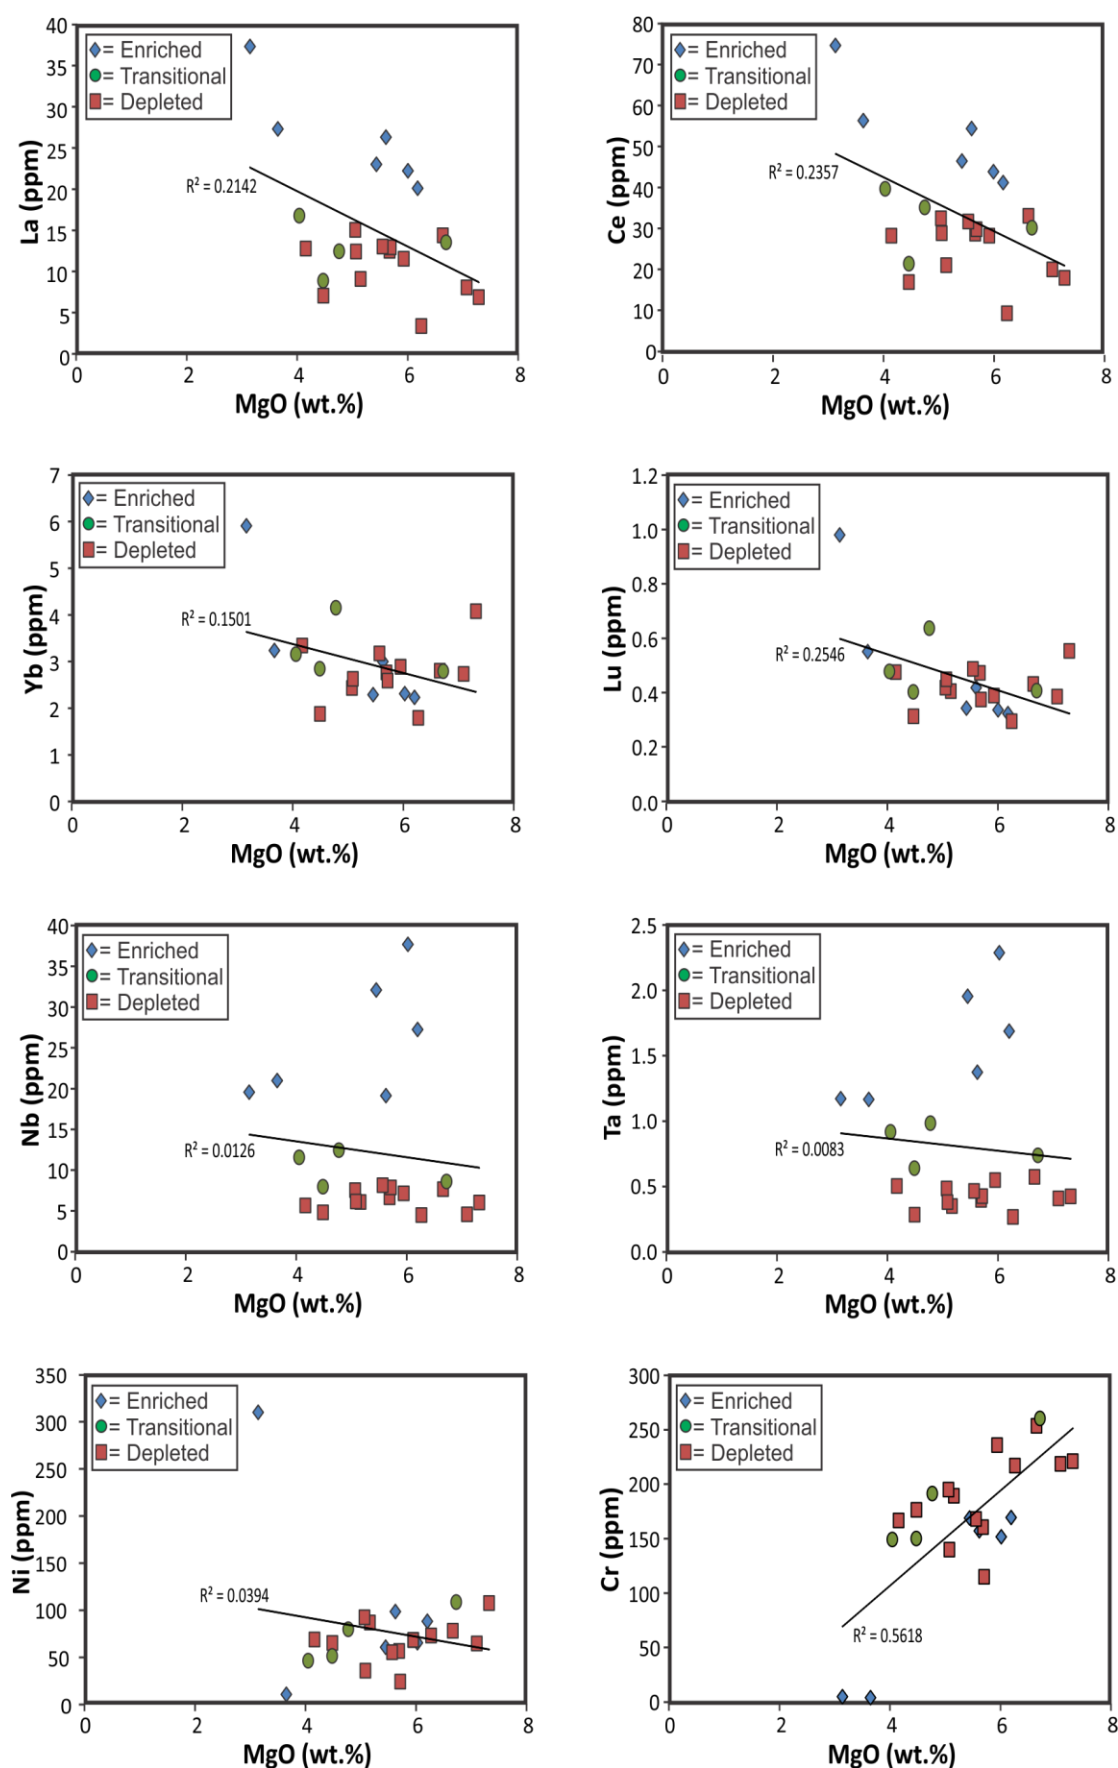 40
35
30
25
20
15
10
5
0
La (ppm)
◆= Enriched
●= Transitional
■= Depleted
R² = 0.2142
0 2 4 6 8
MgO (wt.%)
80
70
60
50
40
30
20
10
0
Ce (ppm)
◆= Enriched
●= Transitional
■= Depleted
R² = 0.2357
0 2 4 6 8
MgO (wt.%)
7
6
5
4
3
2
1
0
Yb (ppm)
◆= Enriched
●= Transitional
■= Depleted
R² = 0.1501
0 2 4 6 8
MgO (wt.%)
1.2
1.0
0.8
0.6
0.4
0.2
0.0
Lu (ppm)
◆= Enriched
●= Transitional
■= Depleted
R² = 0.2546
0 2 4 6 8
MgO (wt.%)
40
35
30
25
20
15
10
5
0
Nb (ppm)
◆= Enriched
●= Transitional
■= Depleted
R² = 0.0126
0 2 4 6 8
MgO (wt.%)
2.5
2.0
1.5
1.0
0.5
0.0
Ta (ppm)
◆= Enriched
●= Transitional
■= Depleted
R² = 0.0083
0 2 4 6 8
MgO (wt.%)
350
300
250
200
150
100
50
0
Ni (ppm)
◆= Enriched
●= Transitional
■= Depleted
R² = 0.0394
0 2 4 6 8
MgO (wt.%)
300
250
200
150
100
50
0
Cr (ppm)
◆= Enriched
●= Transitional
■= Depleted
R² = 0.5618
0 2 4 6 8
MgO (wt.%)